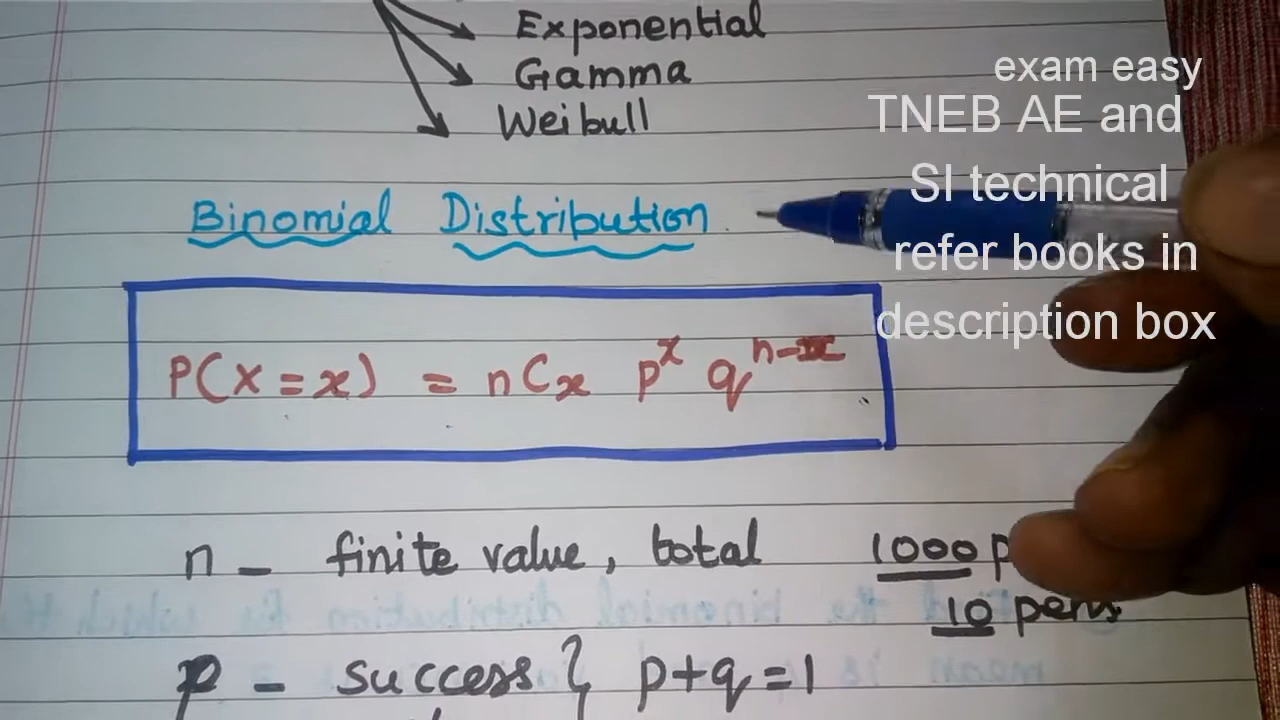 Exponential
Gamma
Weibull
exam easy
TNEB AE and
SI technical
refer books in
description box
Binomial Distribution
P(X=x) = nCx p^x q^n-x
n – finite value, total 1000 p
10 pens
p – success } p+q=1